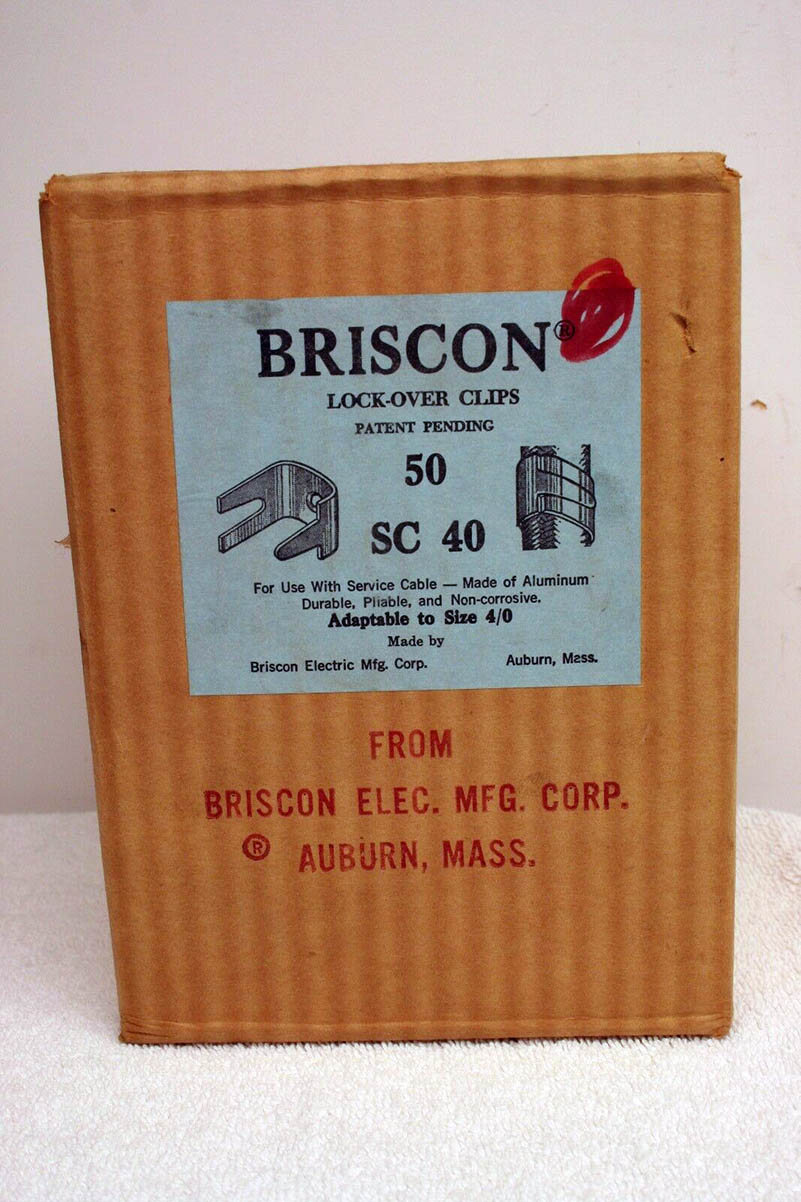 BRISCON®
LOCK-OVER CLIPS
PATENT PENDING
50
SC 40
For Use With Service Cable — Made of Aluminum
Durable, Pliable, and Non-corrosive.
Adaptable to Size 4/0
Made by
Briscon Electric Mfg. Corp. Auburn, Mass.
FROM
BRISCON ELEC. MFG. CORP.
® AUBURN, MASS.